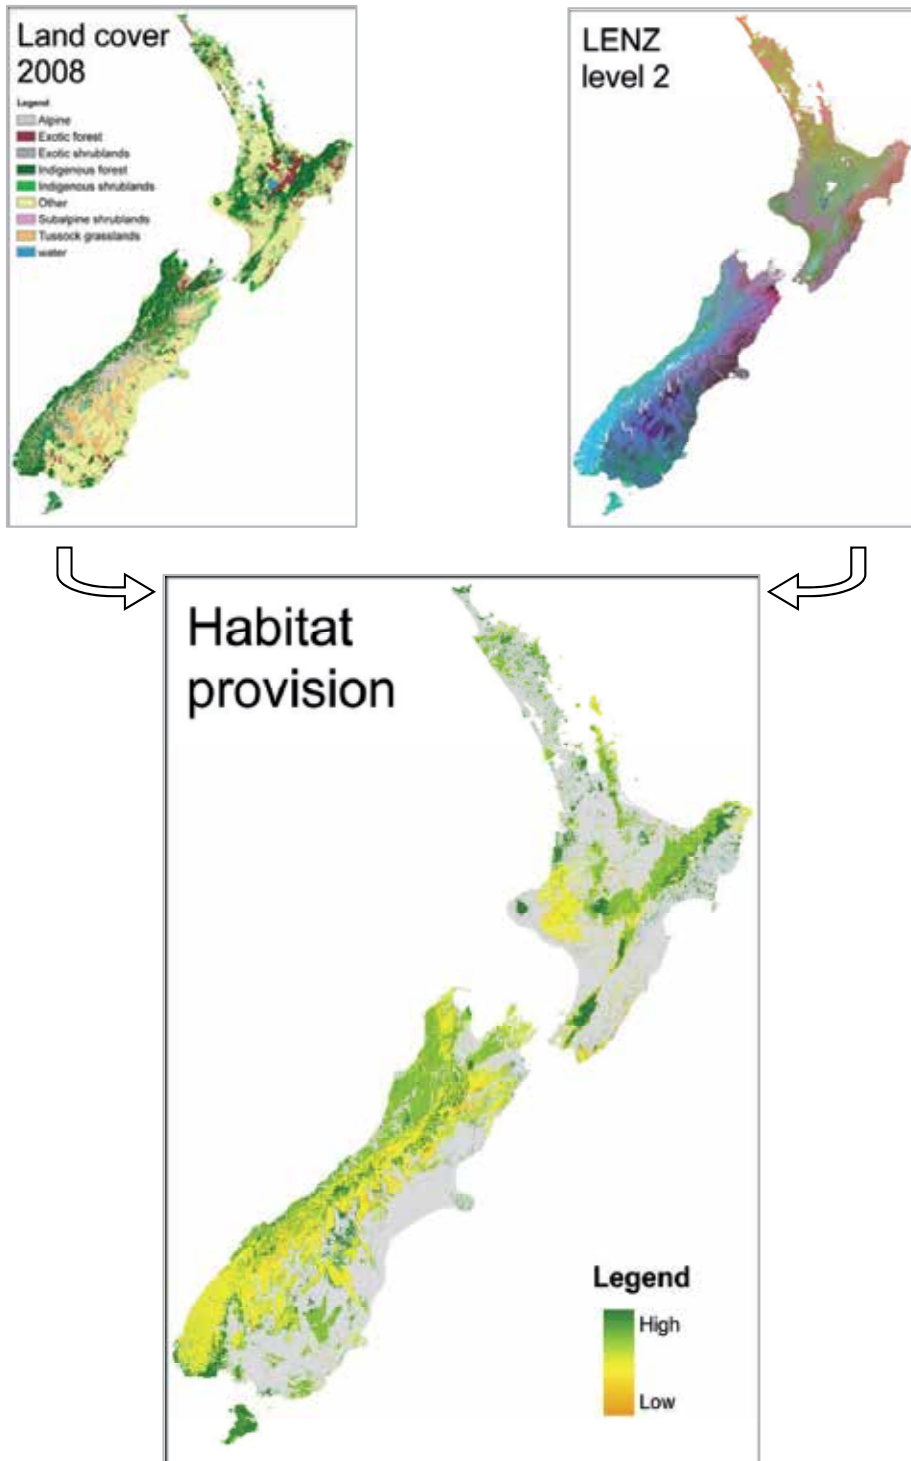 Land cover
2008
Legend
Alpine
Exotic forest
Exotic shrublands
Indigenous forest
Indigenous shrublands
Other
Subalpine shrublands
Tussock grasslands
water
LENZ
level 2
Habitat
provision
Legend
High
Low